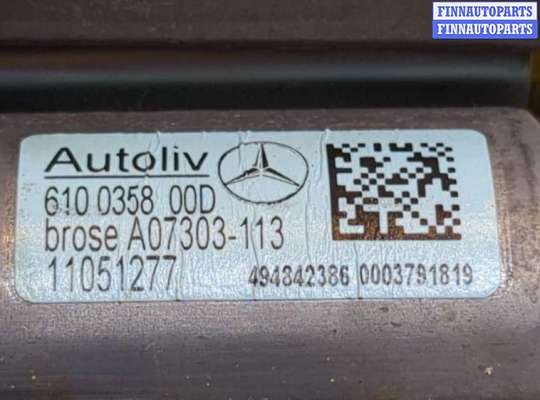 FINNAUTOPARTS
FINNAUTOPARTS
Autoliv
610 0358 00D
brose A07303-113
11051277
494842386 0003791819